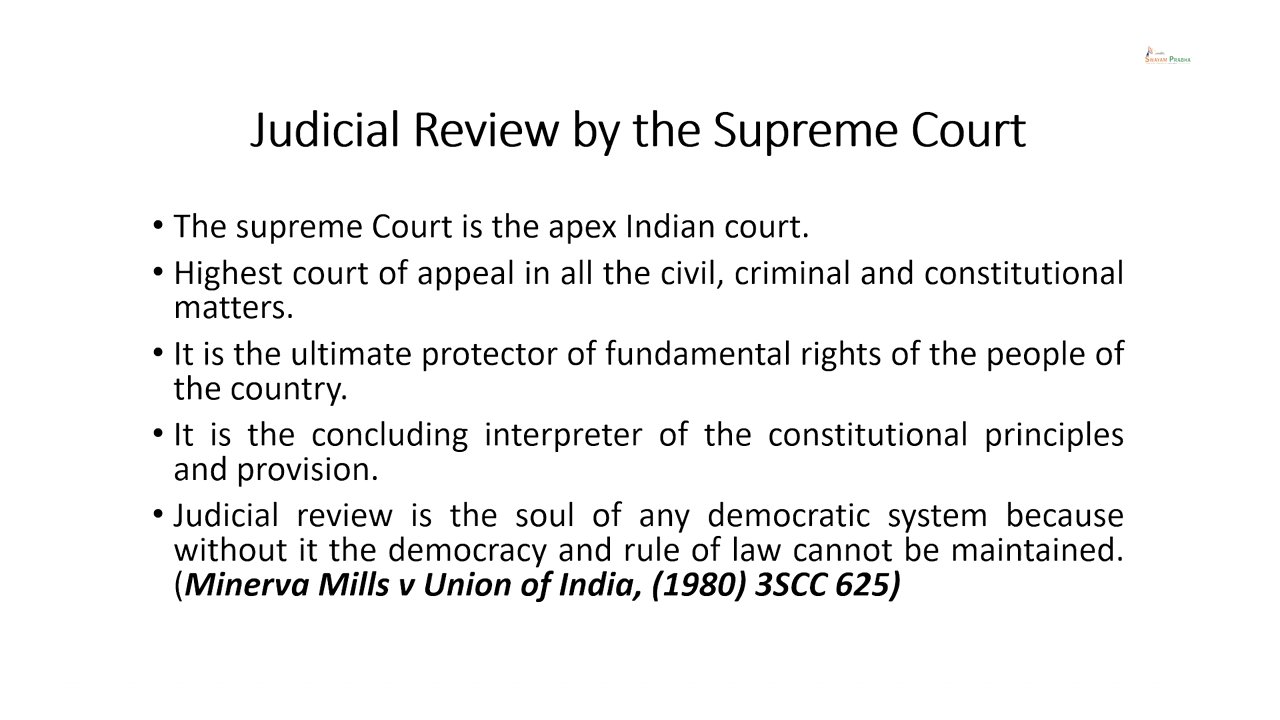 Swayam Prabha
Judicial Review by the Supreme Court
• The supreme Court is the apex Indian court.
• Highest court of appeal in all the civil, criminal and constitutional
matters.
• It is the ultimate protector of fundamental rights of the people of
the country.
• It is the concluding interpreter of the constitutional principles
and provision.
• Judicial review is the soul of any democratic system because
without it the democracy and rule of law cannot be maintained.
(Minerva Mills v Union of India, (1980) 3SCC 625)